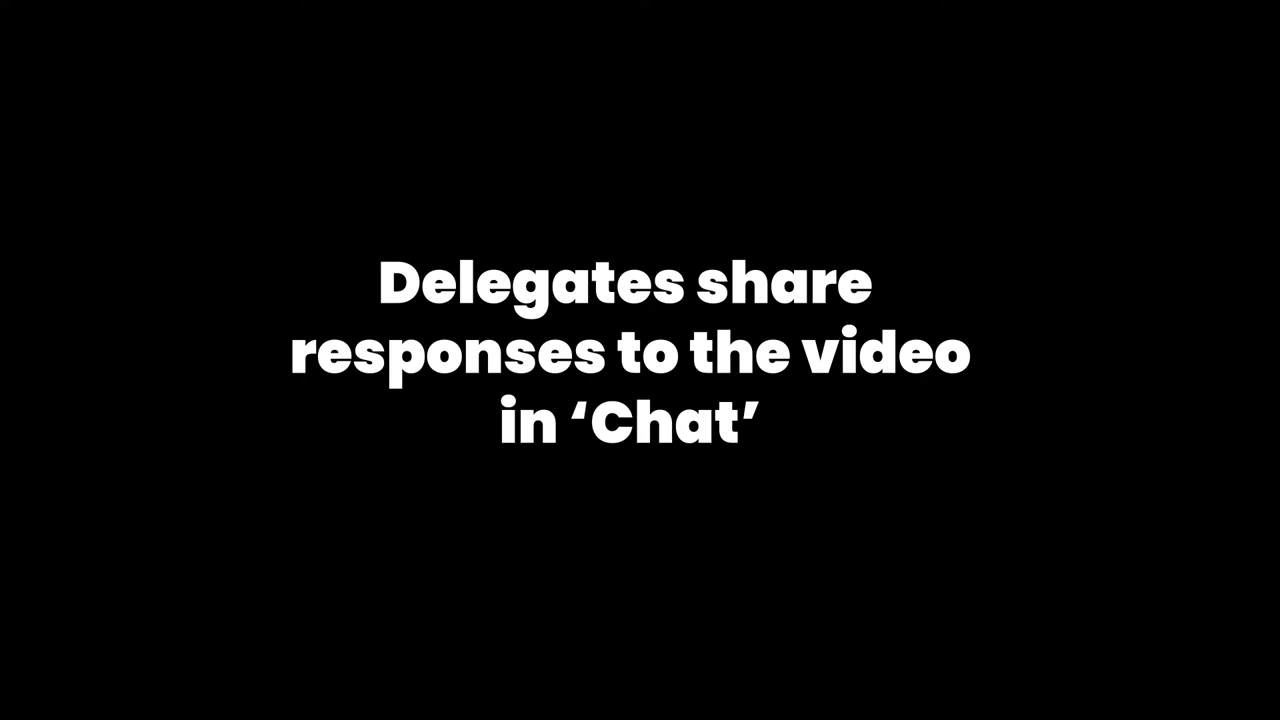 Delegates share
responses to the video
in ‘Chat’